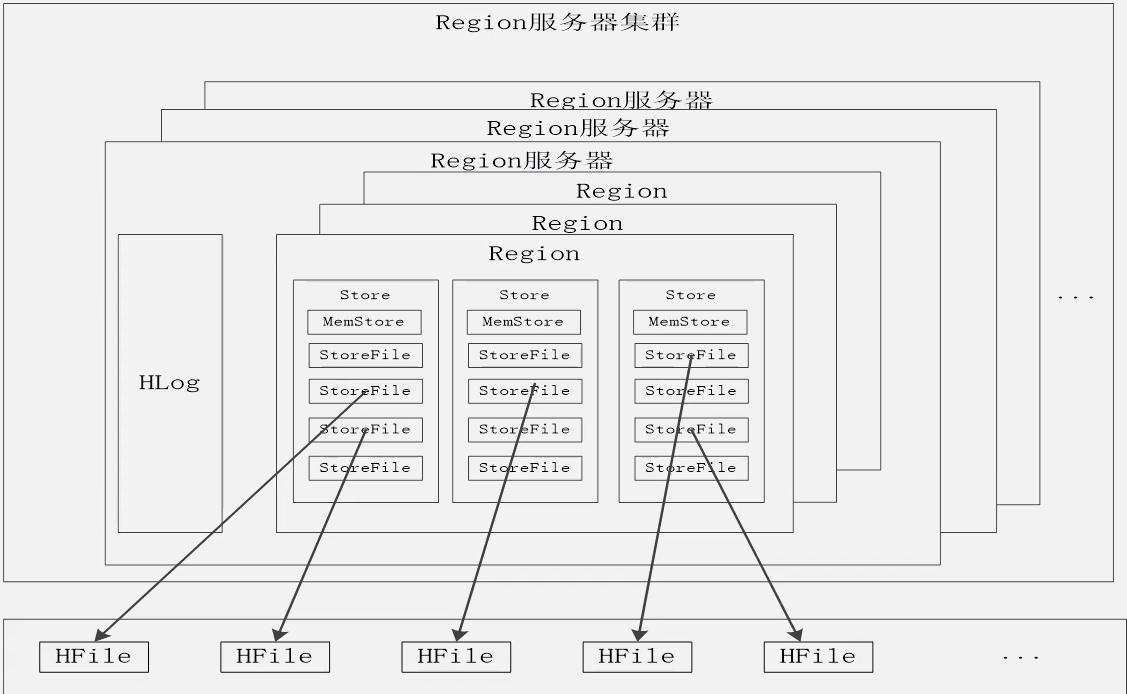 Region服务器集群
Region服务器
Region服务器
Region服务器
Region
Region
Region
HLog
Store
MemStore
StoreFile
StoreFile
StoreFile
StoreFile
Store
MemStore
StoreFile
StoreFile
StoreFile
StoreFile
Store
MemStore
StoreFile
StoreFile
StoreFile
StoreFile
...
HFile
HFile
HFile
HFile
HFile
...